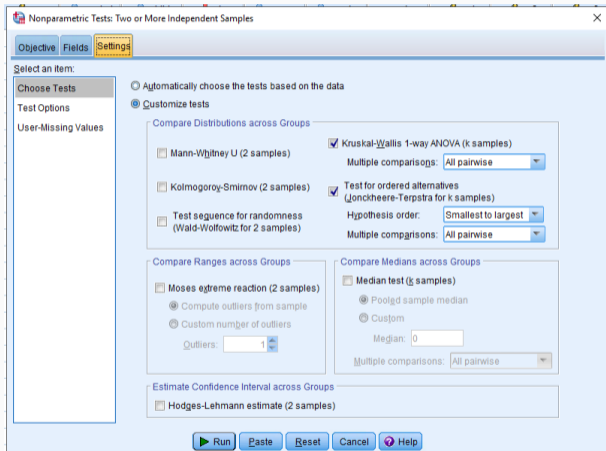 Nonparametric Tests: Two or More Independent Samples
Objective Fields Settings
Select an item:
Choose Tests
Test Options
User-Missing Values
Automatically choose the tests based on the data
Customize tests
Compare Distributions across Groups
Mann-Whitney U (2 samples)
Kolmogorov-Smirnov (2 samples)
Test sequence for randomness
(Wald-Wolfowitz for 2 samples)
Kruskal-Wallis 1-way ANOVA (k samples)
Multiple comparisons: All pairwise
Test for ordered alternatives
(Jonckheere-Terpstra for k samples)
Hypothesis order: Smallest to largest
Multiple comparisons: All pairwise
Compare Ranges across Groups
Moses extreme reaction (2 samples)
Compute outliers from sample
Custom number of outliers
Outliers: 1
Compare Medians across Groups
Median test (k samples)
Pooled sample median
Custom
Median: 0
Multiple comparisons: All pairwise
Estimate Confidence Interval across Groups
Hodges-Lehmann estimate (2 samples)
Run Paste Reset Cancel Help